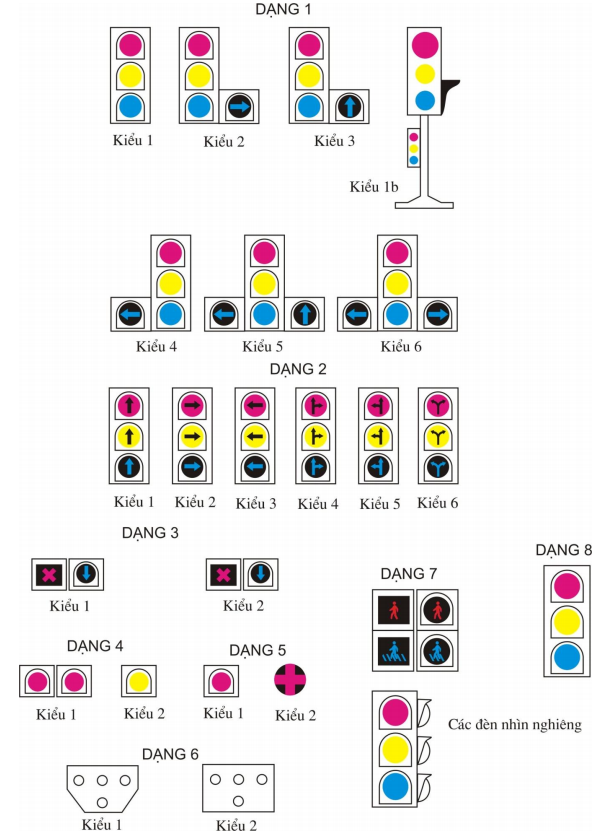 DẠNG 1
Kiểu 1 Kiểu 2 Kiểu 3
Kiểu 1b
Kiểu 4 Kiểu 5 Kiểu 6
DẠNG 2
Kiểu 1 Kiểu 2 Kiểu 3 Kiểu 4 Kiểu 5 Kiểu 6
DẠNG 3
Kiểu 1 Kiểu 2
DẠNG 4
Kiểu 1 Kiểu 2
DẠNG 5
Kiểu 1 Kiểu 2
DẠNG 6
Kiểu 1 Kiểu 2
DẠNG 7
DẠNG 8
Các đèn nhìn nghiêng